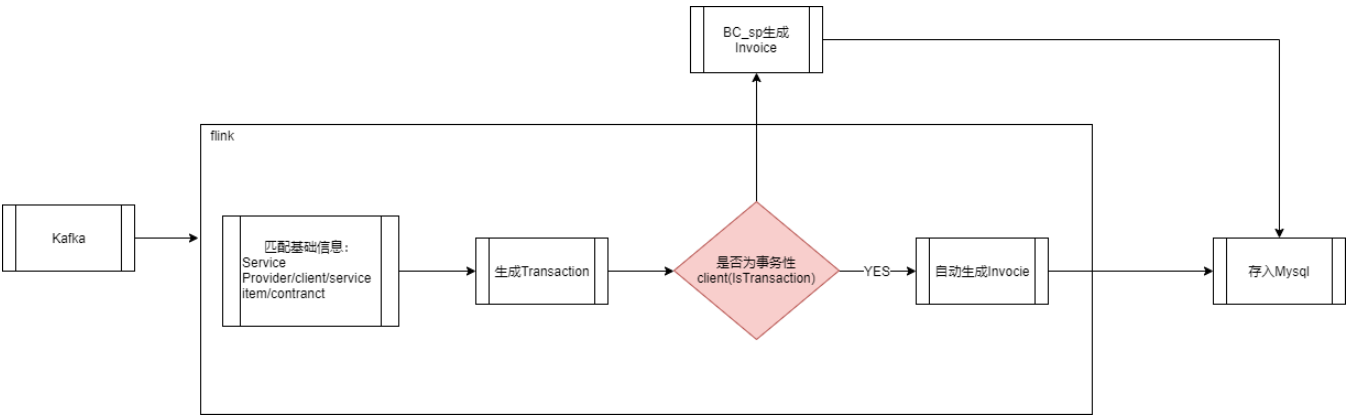 BC_sp生成
Invoice
flink
Kafka
匹配基础信息：
Service
Provider/client/service
item/contranct
生成Transaction
是否为事务性
client(IsTransaction)
YES
自动生成Invocie
存入Mysql